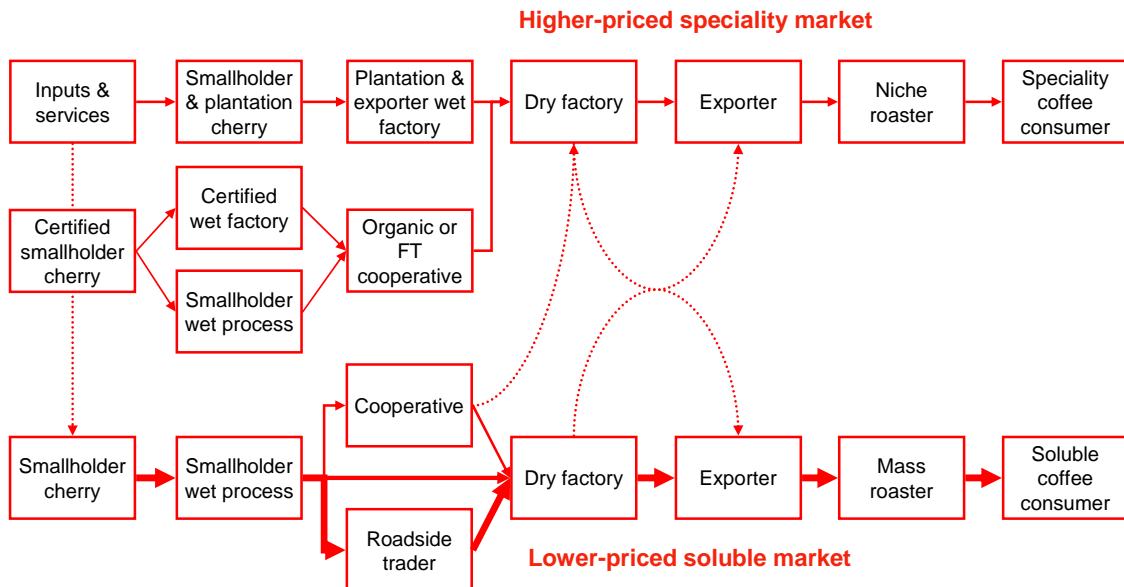 Higher-priced speciality market
Inputs &
services
Smallholder
& plantation
cherry
Plantation &
exporter wet
factory
Dry factory
Exporter
Niche
roaster
Speciality
coffee
consumer
Certified
smallholder
cherry
Certified
wet factory
Smallholder
wet process
Organic or
FT
cooperative
Cooperative
Smallholder
cherry
Smallholder
wet process
Roadside
trader
Dry factory
Exporter
Mass
roaster
Soluble
coffee
consumer
Lower-priced soluble market